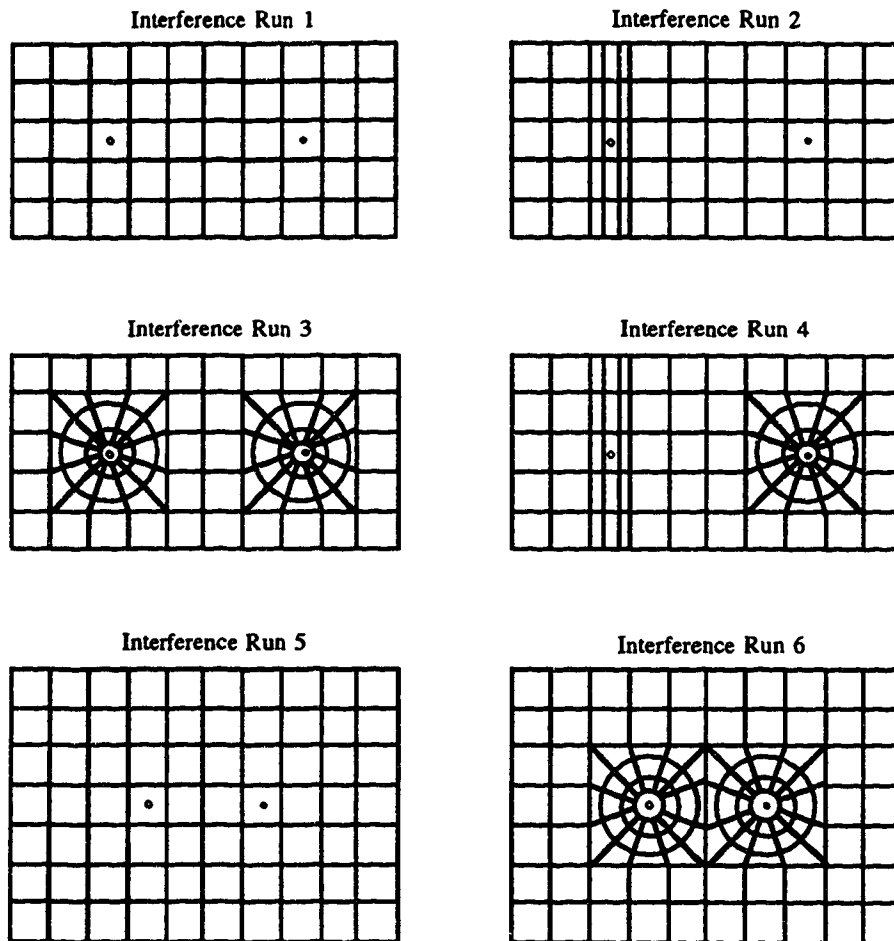 Interference Run 1
Interference Run 2
Interference Run 3
Interference Run 4
Interference Run 5
Interference Run 6